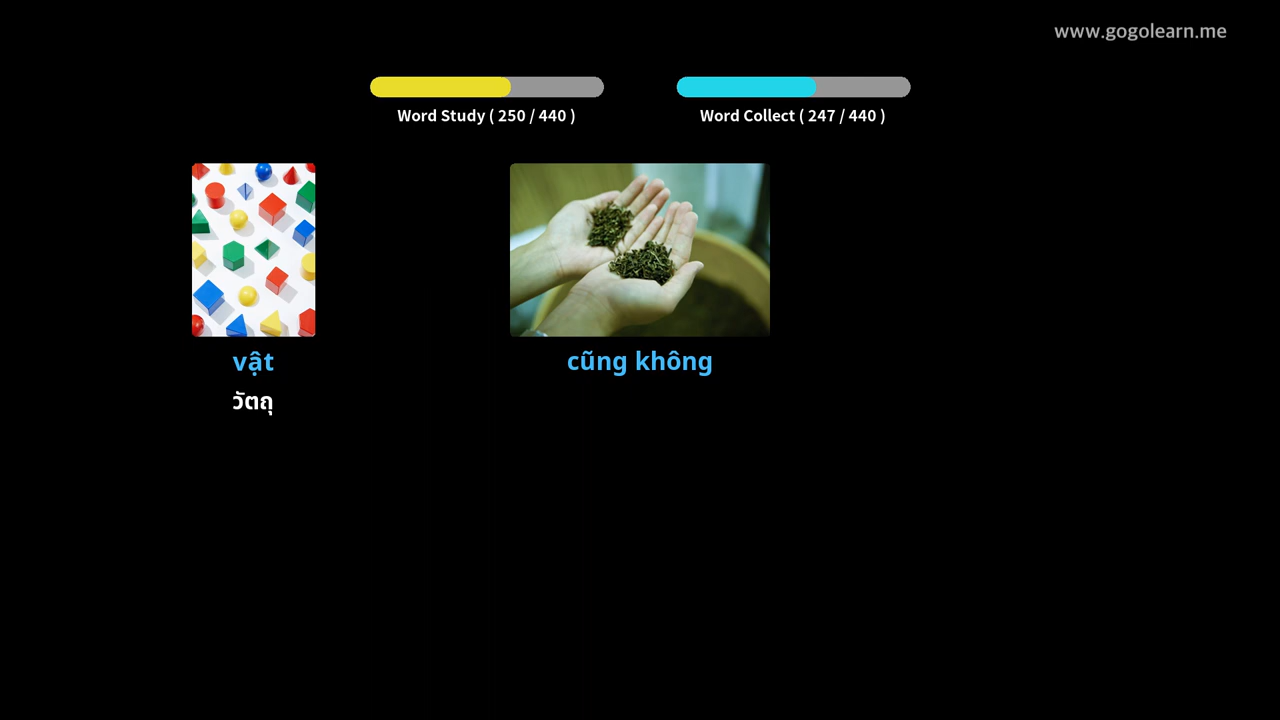 www.gogolearn.me
Word Study ( 250 / 440 )
Word Collect ( 247 / 440 )
vật
วัตถุ
cũng không